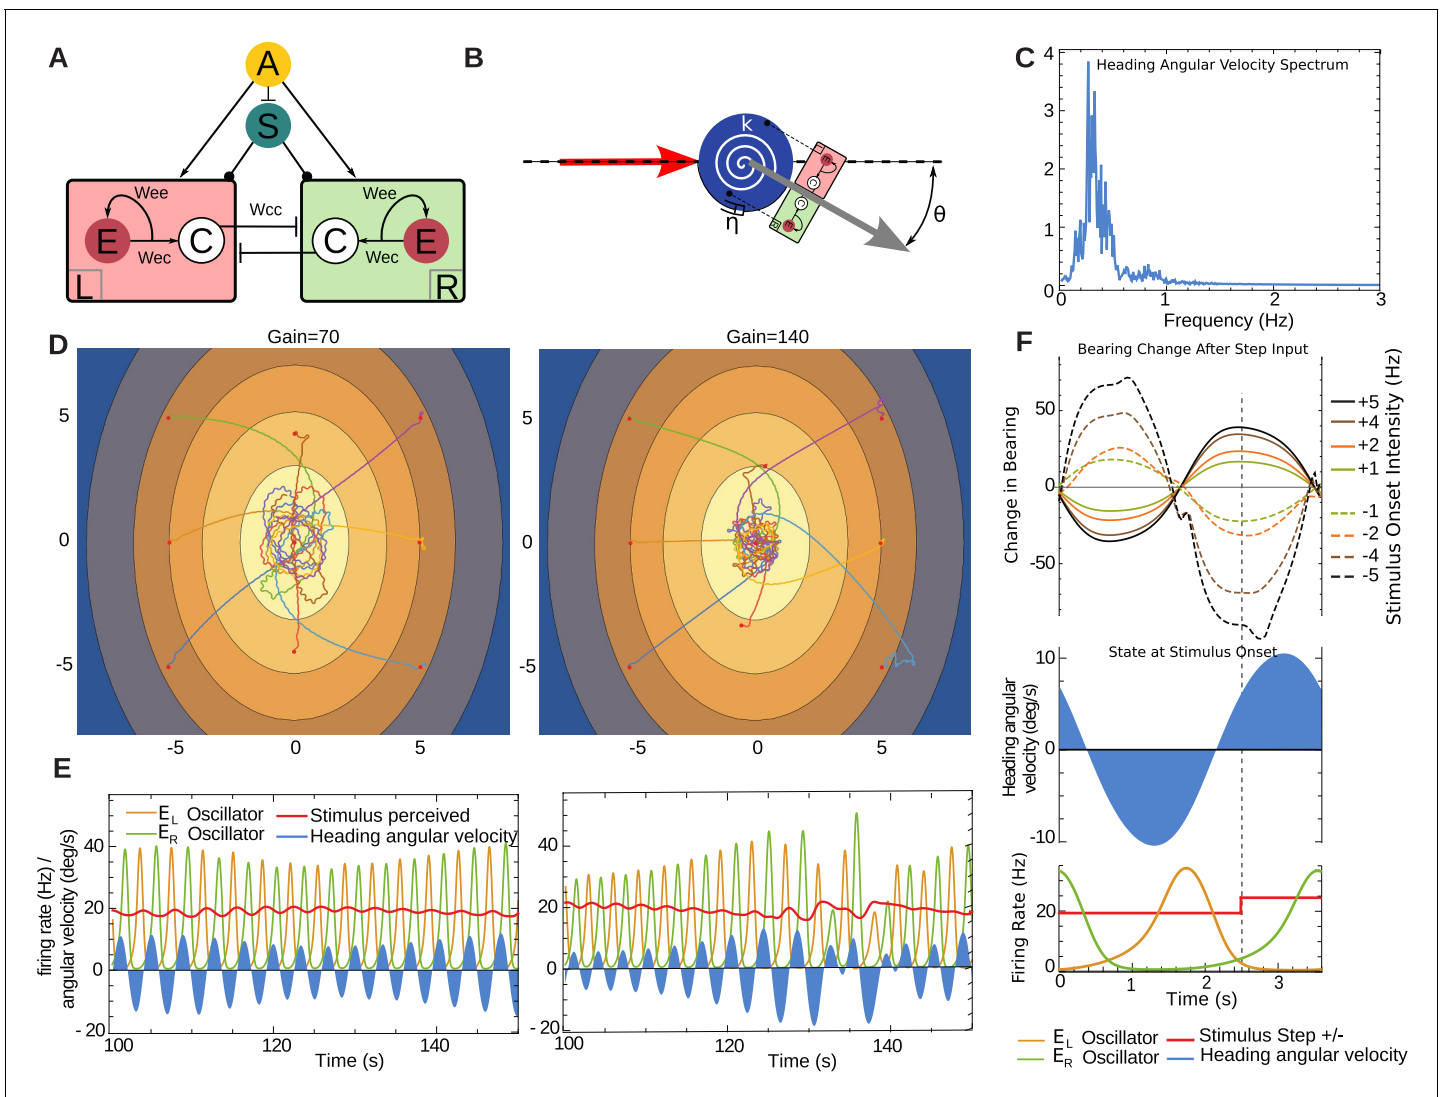 A
A
S
Wee
Wee
Wcc
E
C
C
E
Wec
Wec
L
R
B
k
η
θ
L
E
C
C
E
R
C
Heading Angular Velocity Spectrum
4
3
2
1
0
0
1
2
3
Frequency (Hz)
D
Gain=70
Gain=140
5
0
-5
-5
0
5
5
0
-5
-5
0
5
E
E L Oscillator
E R Oscillator
Stimulus perceived
Heading angular velocity
firing rate (Hz) /
angular velocity (deg/s)
40
20
0
- 20
100
120
140
Time (s)
40
20
0
- 20
100
120
140
Time (s)
F
Bearing Change After Step Input
Change in Bearing
50
0
-50
+5
+4
+2
+1
-1
-2
-4
-5
Stimulus Onset Intensity (Hz)
State at Stimulus Onset
Heading angular
velocity (deg/s)
10
0
-10
Firing Rate (Hz)
20
0
0
1
2
3
Time (s)
E L Oscillator
E R Oscillator
Stimulus Step +/-
Heading angular velocity